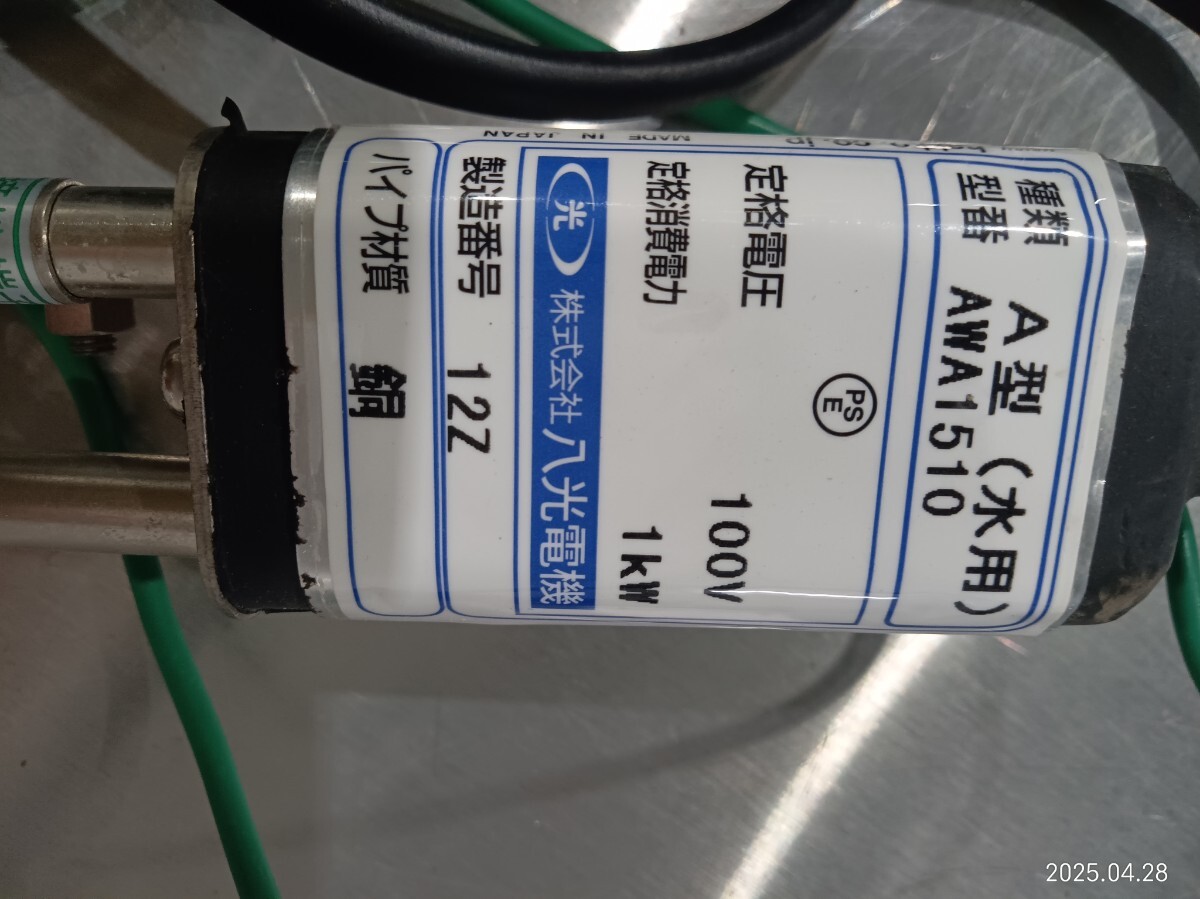 種類 A型(水用)
型番 AWA1510
PS
E
定格電圧 100V
定格消費電力 1kW
光 株式会社 八光電機
製造番号 12Z
パイプ材質 銅
MADE IN JAPAN
2025.04.28